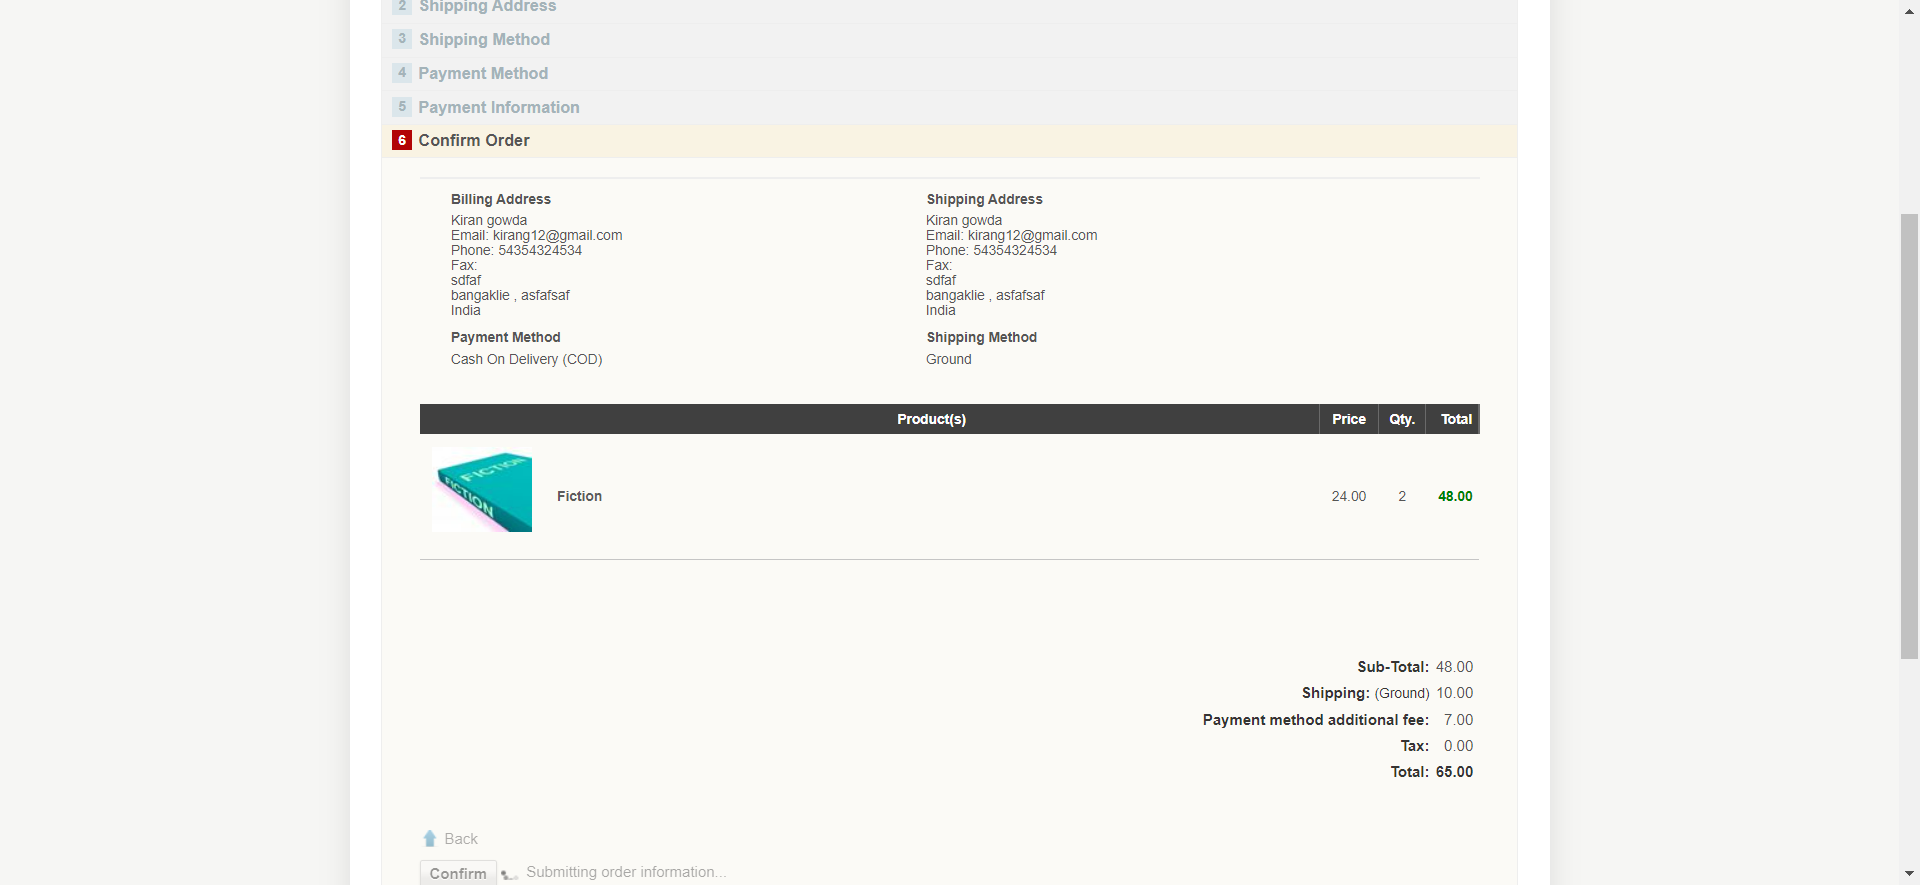 2 Shipping Address
3 Shipping Method
4 Payment Method
5 Payment Information
6 Confirm Order
Billing Address
Kiran gowda
Email: kirang12@gmail.com
Phone: 54354324534
Fax:
sdfaf
bangaklie , asfafsaf
India
Payment Method
Cash On Delivery (COD)
Shipping Address
Kiran gowda
Email: kirang12@gmail.com
Phone: 54354324534
Fax:
sdfaf
bangaklie , asfafsaf
India
Shipping Method
Ground
Product(s) Price Qty. Total
FICTION
FICTION
Fiction 24.00 2 48.00
Sub-Total: 48.00
Shipping: (Ground) 10.00
Payment method additional fee: 7.00
Tax: 0.00
Total: 65.00
Back
Confirm Submitting order information...